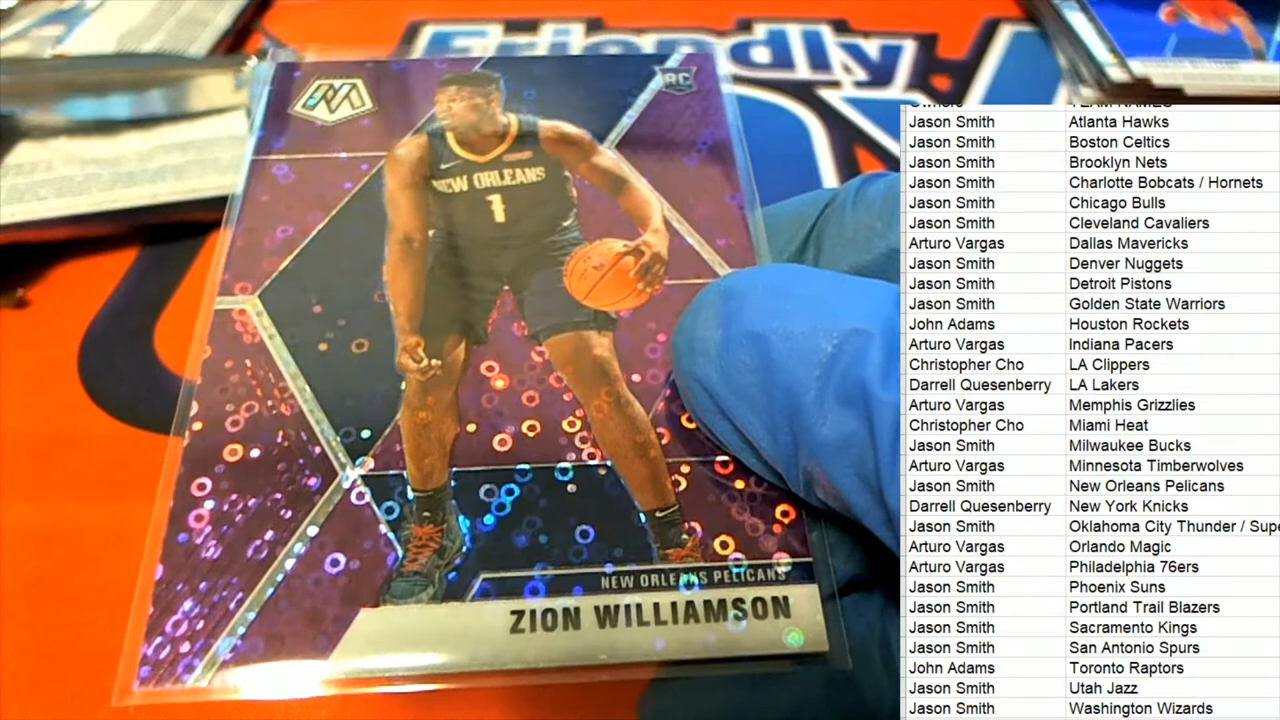 Friendly
RC
NEW ORLEANS
1
NEW ORLEANS PELICANS
ZION WILLIAMSON
Owners TEAM NAMES
Jason Smith Atlanta Hawks
Jason Smith Boston Celtics
Jason Smith Brooklyn Nets
Jason Smith Charlotte Bobcats / Hornets
Jason Smith Chicago Bulls
Jason Smith Cleveland Cavaliers
Arturo Vargas Dallas Mavericks
Jason Smith Denver Nuggets
Jason Smith Detroit Pistons
Jason Smith Golden State Warriors
John Adams Houston Rockets
Arturo Vargas Indiana Pacers
Christopher Cho LA Clippers
Darrell Quesenberry LA Lakers
Arturo Vargas Memphis Grizzlies
Christopher Cho Miami Heat
Jason Smith Milwaukee Bucks
Arturo Vargas Minnesota Timberwolves
Jason Smith New Orleans Pelicans
Darrell Quesenberry New York Knicks
Jason Smith Oklahoma City Thunder / Sup
Arturo Vargas Orlando Magic
Arturo Vargas Philadelphia 76ers
Jason Smith Phoenix Suns
Jason Smith Portland Trail Blazers
Jason Smith Sacramento Kings
Jason Smith San Antonio Spurs
John Adams Toronto Raptors
Jason Smith Utah Jazz
Jason Smith Washington Wizards